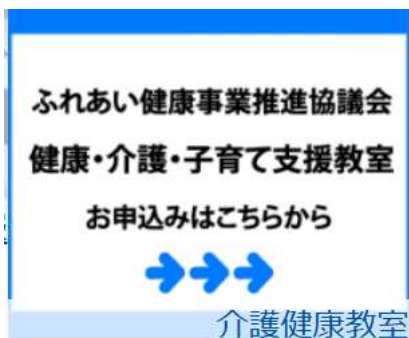 ふれあい健康事業推進協議会
健康・介護・子育て支援教室
お申込みはこちらから
介護健康教室